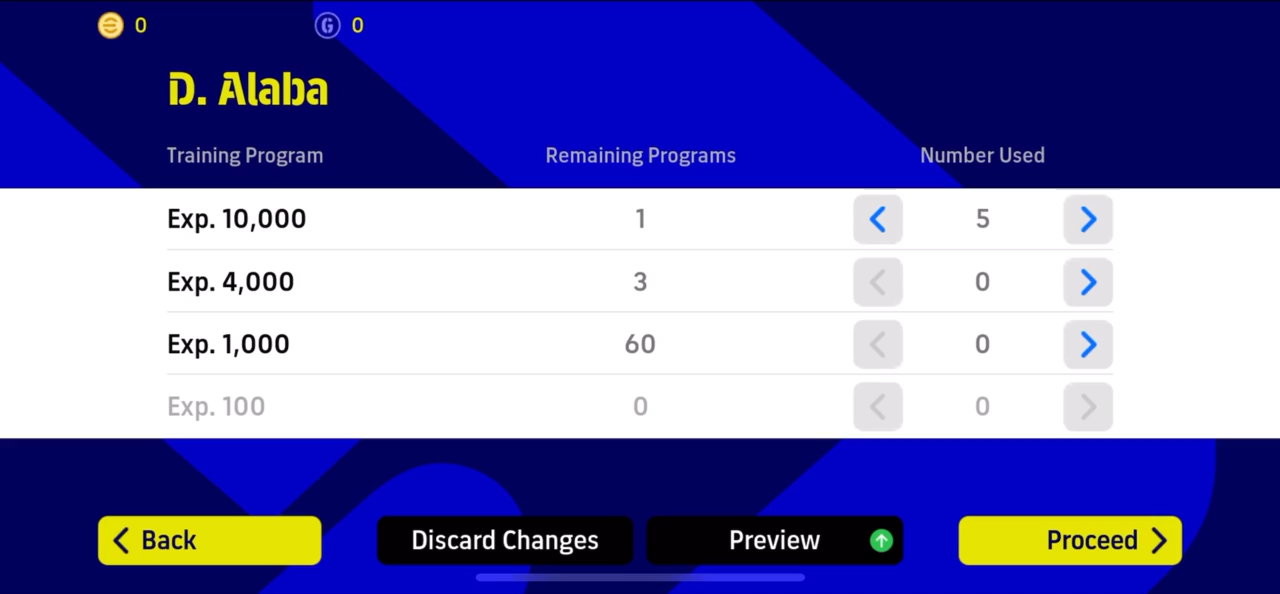 0 G 0
D. Alaba
Training Program Remaining Programs Number Used
Exp. 10,000 1 5
Exp. 4,000 3 0
Exp. 1,000 60 0
Exp. 100 0 0
Back Discard Changes Preview Proceed